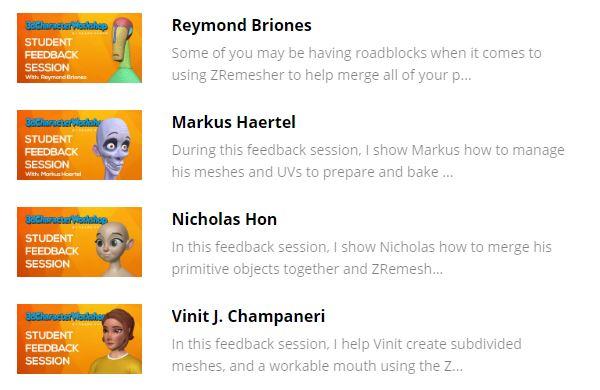 3dCharacterWorkshop
STUDENT
FEEDBACK
SESSION
With: Reymond Briones
Reymond Briones
Some of you may be having roadblocks when it comes to
using ZRemesher to help merge all of your p...
3dCharacterWorkshop
STUDENT
FEEDBACK
SESSION
With: Markus Haertel
Markus Haertel
During this feedback session, I show Markus how to manage
his meshes and UVs to prepare and bake ...
3dCharacterWorkshop
STUDENT
FEEDBACK
SESSION
Nicholas Hon
In this feedback session, I show Nicholas how to merge his
primitive objects together and ZRemesh...
3dCharacterWorkshop
STUDENT
FEEDBACK
SESSION
Vinit J. Champaneri
In this feedback session, I help Vinit create subdivided
meshes, and a workable mouth using the Z...